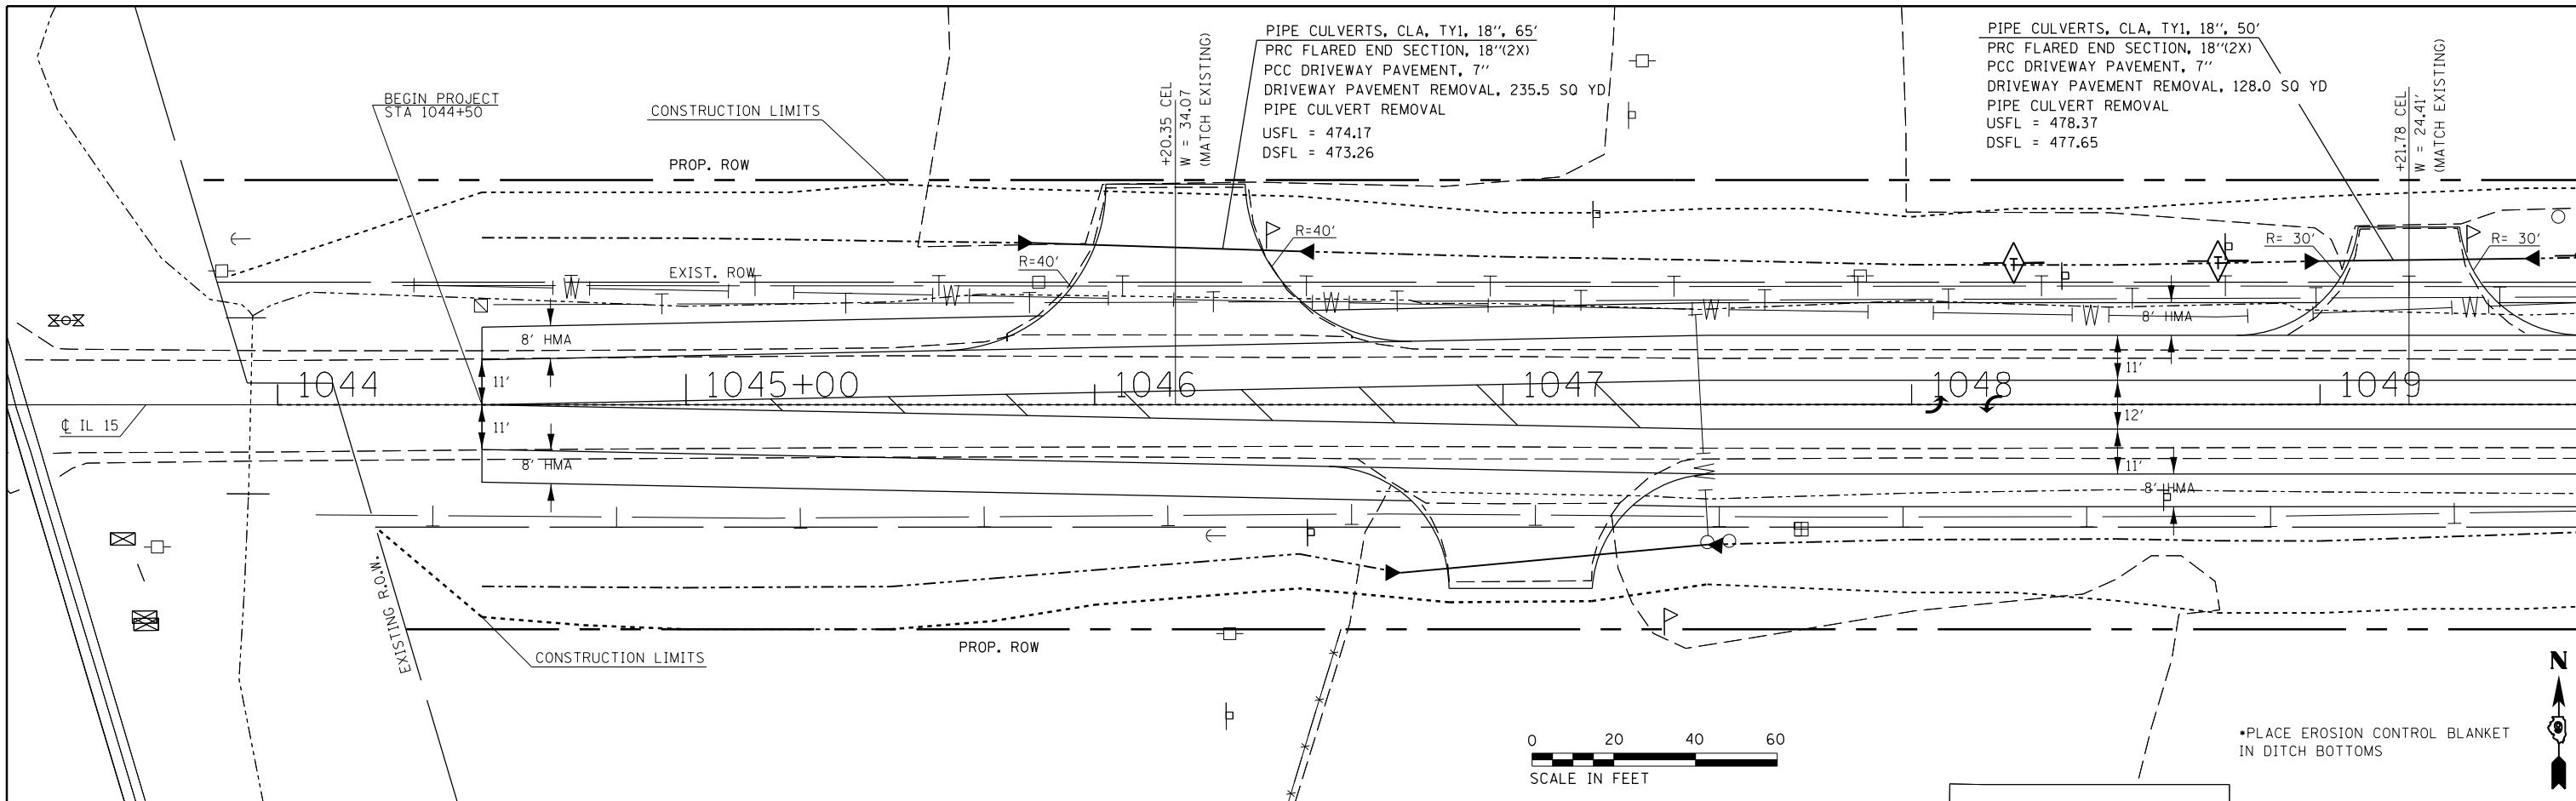 PIPE CULVERTS, CLA, TY1, 18'', 65'
PRC FLARED END SECTION, 18''(2X)
PCC DRIVEWAY PAVEMENT, 7''
DRIVEWAY PAVEMENT REMOVAL, 235.5 SQ YD
PIPE CULVERT REMOVAL
USFL = 474.17
DSFL = 473.26
PIPE CULVERTS, CLA, TY1, 18'', 50'
PRC FLARED END SECTION, 18''(2X)
PCC DRIVEWAY PAVEMENT, 7''
DRIVEWAY PAVEMENT REMOVAL, 128.0 SQ YD
PIPE CULVERT REMOVAL
USFL = 478.37
DSFL = 477.65
+20.35 CEL
W = 34.07
(MATCH EXISTING)
+21.78 CEL
W = 24.41'
(MATCH EXISTING)
BEGIN PROJECT
STA 1044+50
CONSTRUCTION LIMITS
PROP. ROW
R=40'
R=40'
R= 30'
R= 30'
EXIST. ROW
W
W
W
W
W
W
T
T
8' HMA
8' HMA
11'
11'
1044
1045+00
1046
1047
1048
1049
12'
℄ IL 15
11'
11'
8' HMA
8' HMA
W
EXISTING R.O.W.
CONSTRUCTION LIMITS
PROP. ROW
0 20 40 60
SCALE IN FEET
*PLACE EROSION CONTROL BLANKET
IN DITCH BOTTOMS
N